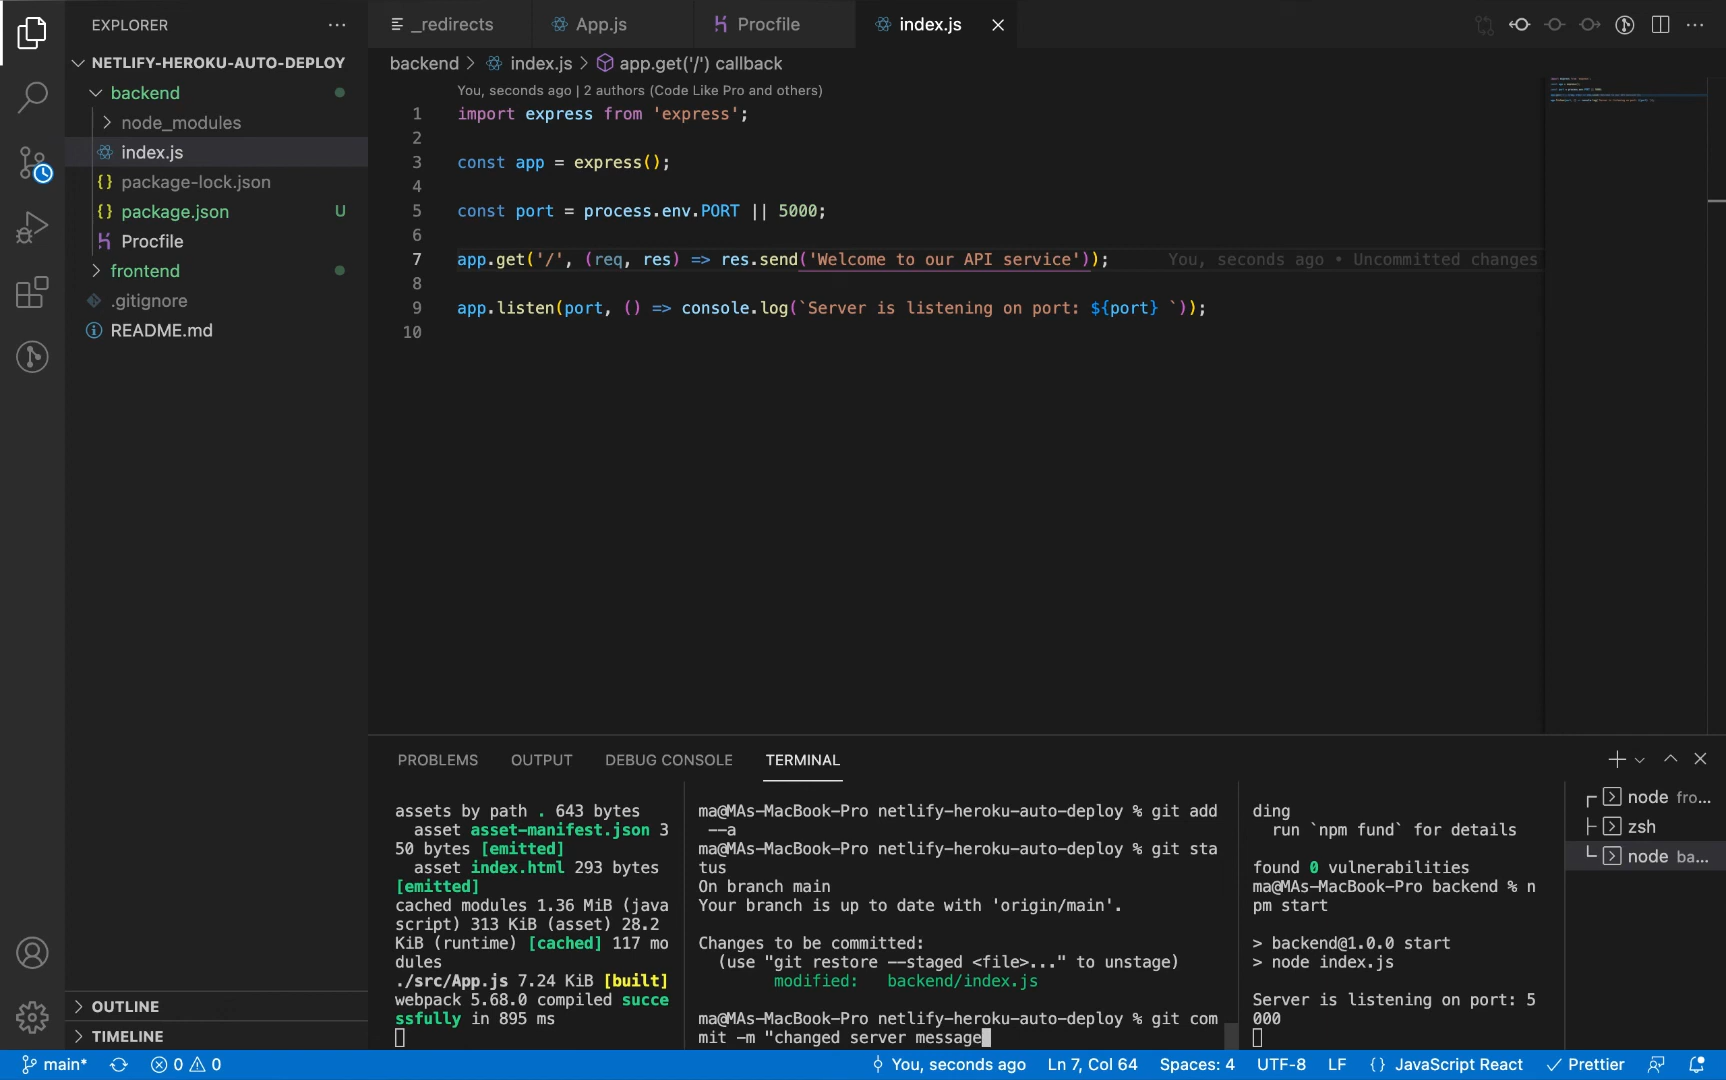 EXPLORER
NETLIFY-HEROKU-AUTO-DEPLOY
backend
node_modules
index.js
package-lock.json
package.json U
Procfile
frontend
.gitignore
README.md
OUTLINE
TIMELINE
_redirects App.js Procfile index.js
backend > index.js > app.get('/') callback
You, seconds ago | 2 authors (Code Like Pro and others)
1 import express from 'express';
2
3 const app = express();
4
5 const port = process.env.PORT || 5000;
6
7 app.get('/', (req, res) => res.send('Welcome to our API service')); You, seconds ago • Uncommitted changes
8
9 app.listen(port, () => console.log(`Server is listening on port: ${port} `));
10
PROBLEMS OUTPUT DEBUG CONSOLE TERMINAL
assets by path . 643 bytes
asset asset-manifest.json 3
50 bytes [emitted]
asset index.html 293 bytes
[emitted]
cached modules 1.36 MiB (java
script) 313 KiB (asset) 28.2
KiB (runtime) [cached] 117 mo
dules
./src/App.js 7.24 KiB [built]
webpack 5.68.0 compiled succe
ssfully in 895 ms
ma@MAs-MacBook-Pro netlify-heroku-auto-deploy % git add
--a
ma@MAs-MacBook-Pro netlify-heroku-auto-deploy % git sta
tus
On branch main
Your branch is up to date with 'origin/main'.
Changes to be committed:
(use "git restore --staged <file>..." to unstage)
modified: backend/index.js
ma@MAs-MacBook-Pro netlify-heroku-auto-deploy % git com
mit -m "changed server message
ding
run `npm fund` for details
found 0 vulnerabilities
ma@MAs-MacBook-Pro backend % n
pm start
> backend@1.0.0 start
> node index.js
Server is listening on port: 5
000
node fro...
zsh
node ba...
main* 0 0 You, seconds ago Ln 7, Col 64 Spaces: 4 UTF-8 LF {} JavaScript React Prettier